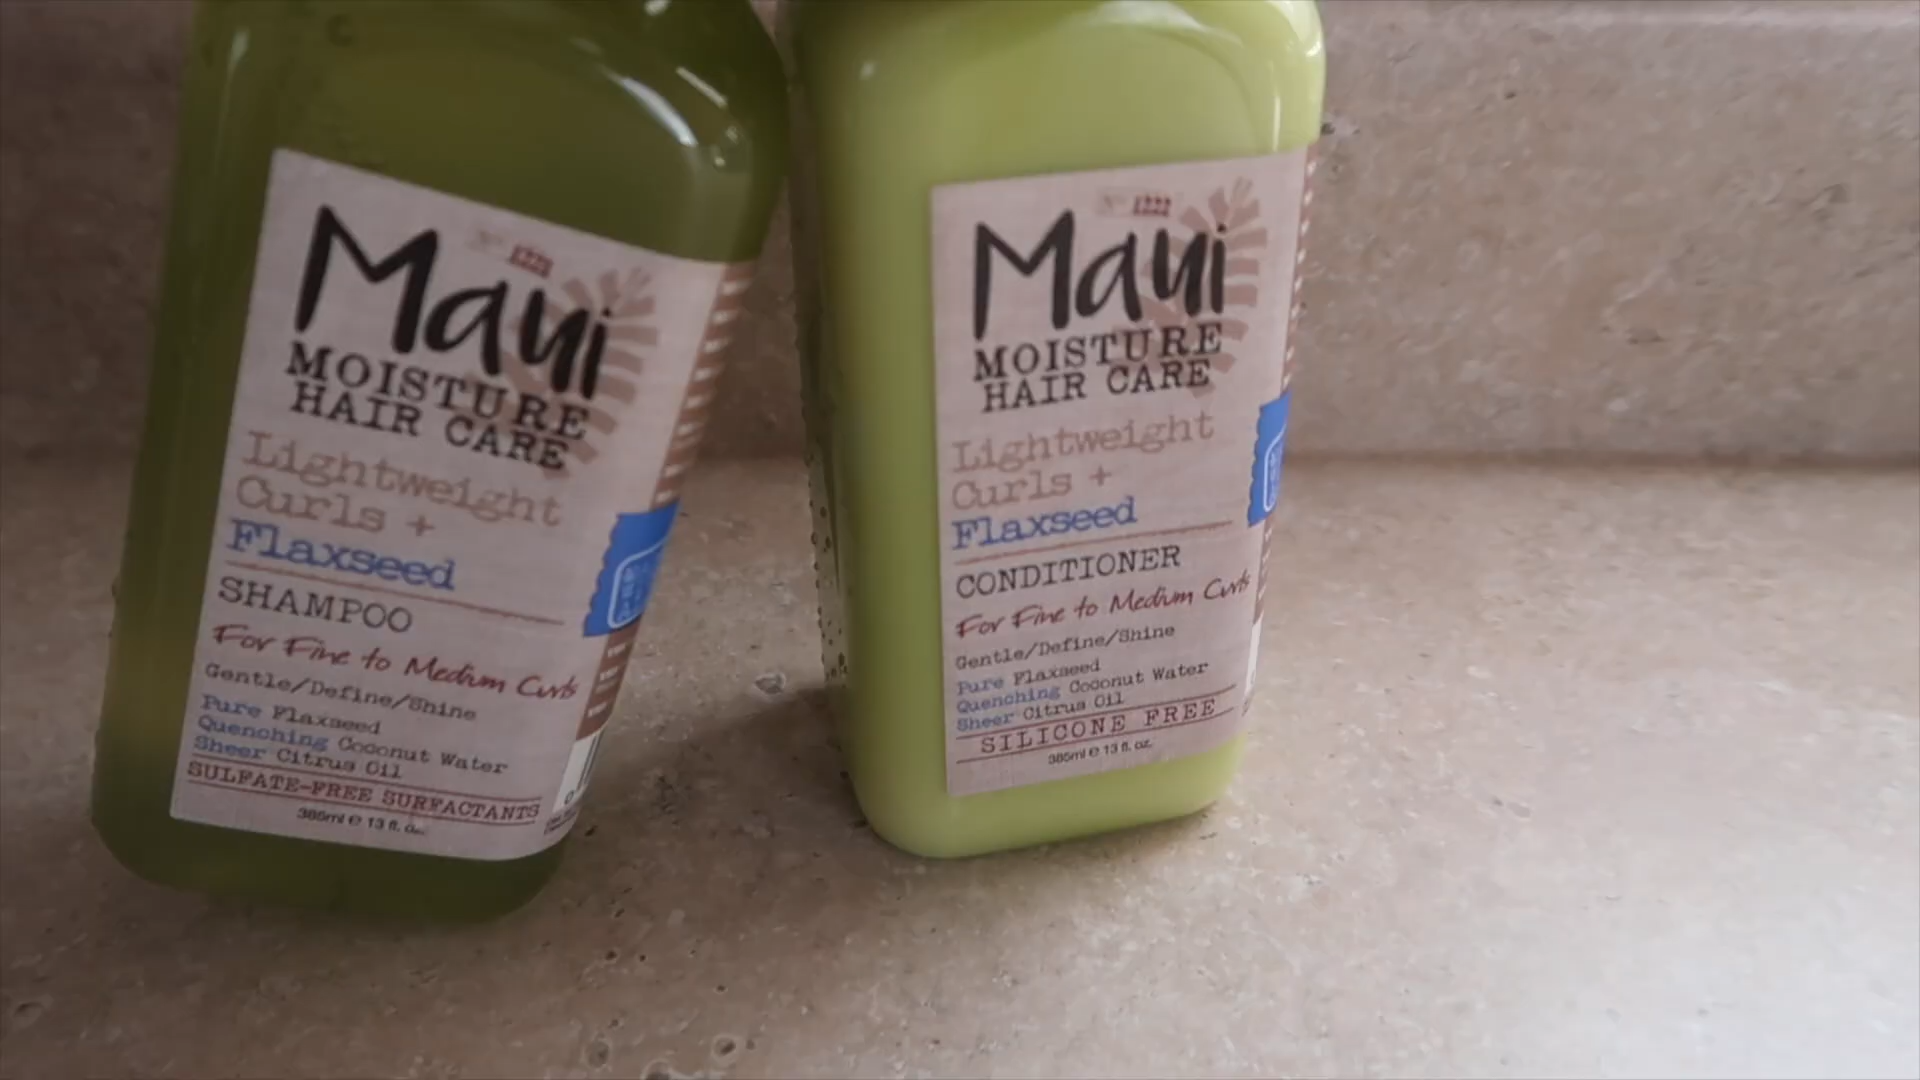 Maui
MOISTURE
HAIR CARE
Lightweight
Curls +
Flaxseed
SHAMPOO
For Fine to Medium Curls
Gentle/Define/Shine
Pure Flaxseed
Quenching Coconut Water
Sheer Citrus Oil
SULFATE-FREE SURFACTANTS
385ml e 13 fl. oz.
Maui
MOISTURE
HAIR CARE
Lightweight
Curls +
Flaxseed
CONDITIONER
For Fine to Medium Curls
Gentle/Define/Shine
Pure Flaxseed
Quenching Coconut Water
Sheer Citrus Oil
SILICONE FREE
385ml e 13 fl. oz.